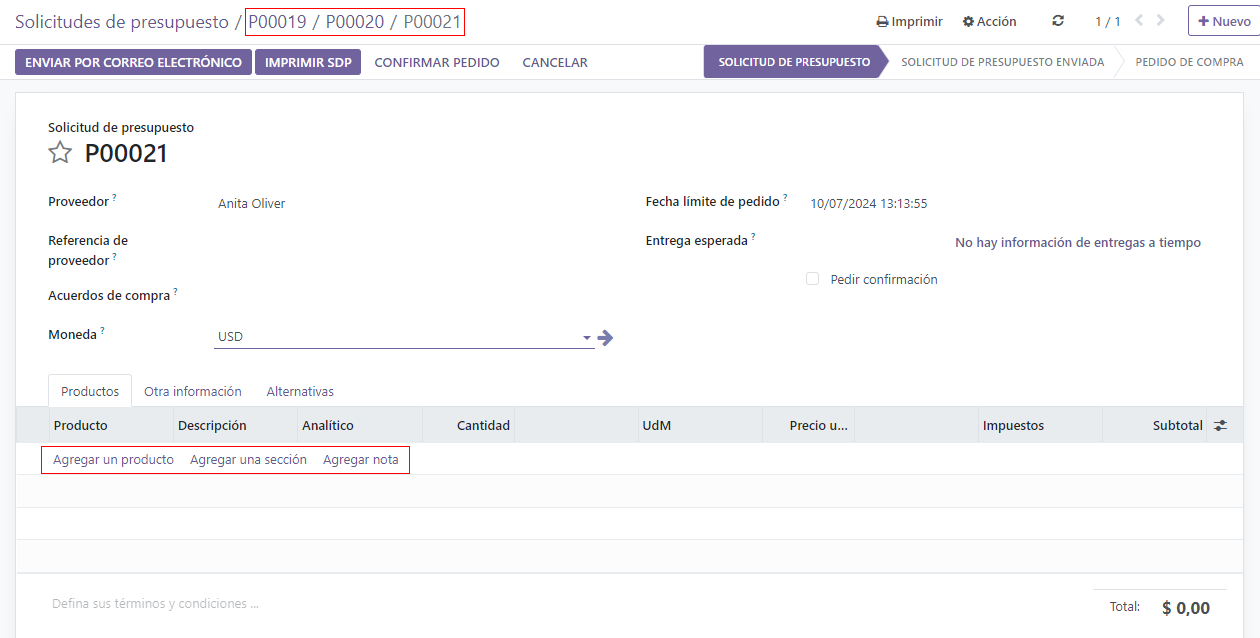 Solicitudes de presupuesto / P00019 / P00020 / P00021
Imprimir Acción 1 / 1 Nuevo
ENVIAR POR CORREO ELECTRÓNICO IMPRIMIR SDP CONFIRMAR PEDIDO CANCELAR SOLICITUD DE PRESUPUESTO SOLICITUD DE PRESUPUESTO ENVIADA PEDIDO DE COMPRA
Solicitud de presupuesto
P00021
Proveedor ? Anita Oliver Fecha límite de pedido ? 10/07/2024 13:13:55
Referencia de
proveedor ?
Entrega esperada ? No hay información de entregas a tiempo
Pedir confirmación
Acuerdos de compra ?
Moneda ? USD
Productos Otra información Alternativas
Producto Descripción Analítico Cantidad UdM Precio u... Impuestos Subtotal
Agregar un producto Agregar una sección Agregar nota
Defina sus términos y condiciones ...
Total: $ 0,00